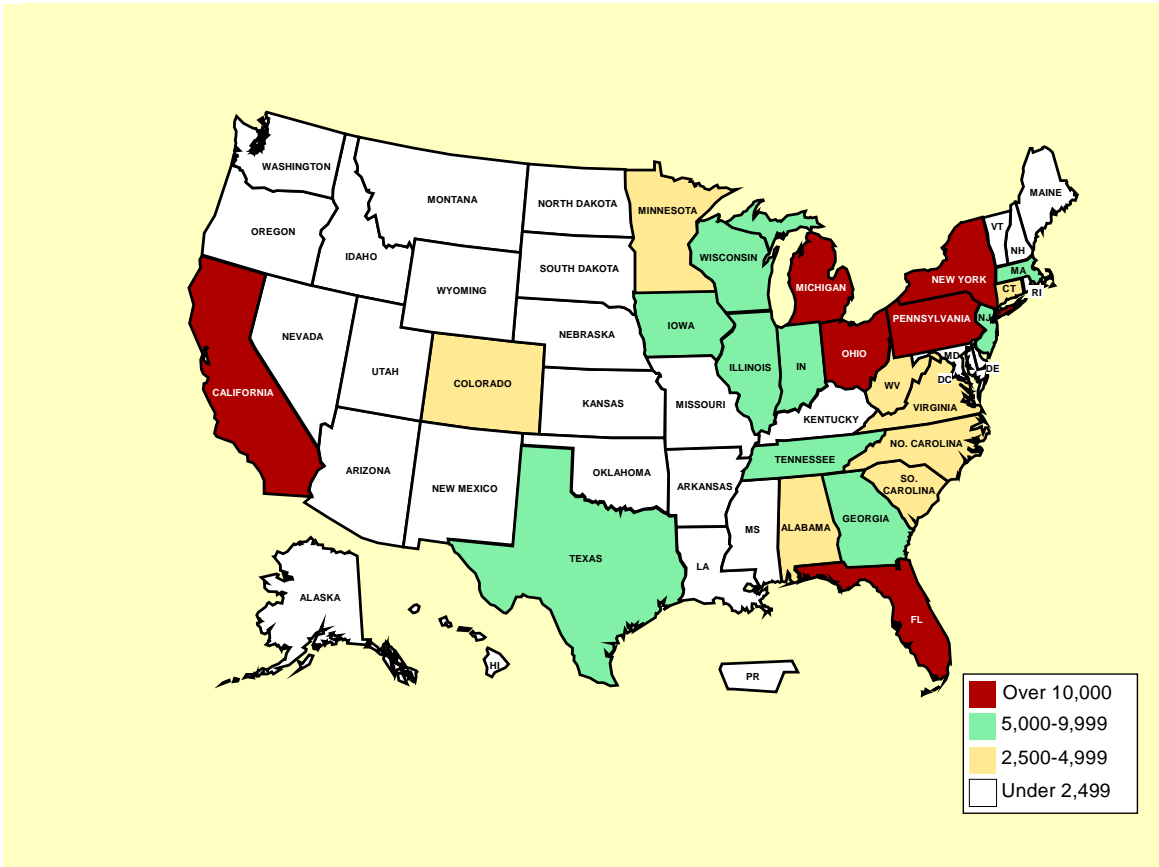 WASHINGTON
MONTANA
NORTH DAKOTA
MINNESOTA
MAINE
OREGON
IDAHO
SOUTH DAKOTA
WISCONSIN
VT
NH
WYOMING
MICHIGAN
NEW YORK
MA
CT
RI
NEVADA
NEBRASKA
IOWA
PENNSYLVANIA
NJ
UTAH
COLORADO
ILLINOIS
IN
OHIO
MD
DE
DC
CALIFORNIA
KANSAS
MISSOURI
WV
VIRGINIA
KENTUCKY
ARIZONA
NEW MEXICO
OKLAHOMA
ARKANSAS
TENNESSEE
NO. CAROLINA
SO.
CAROLINA
TEXAS
LA
MS
ALABAMA
GEORGIA
ALASKA
HI
FL
PR
Over 10,000
5,000-9,999
2,500-4,999
Under 2,499